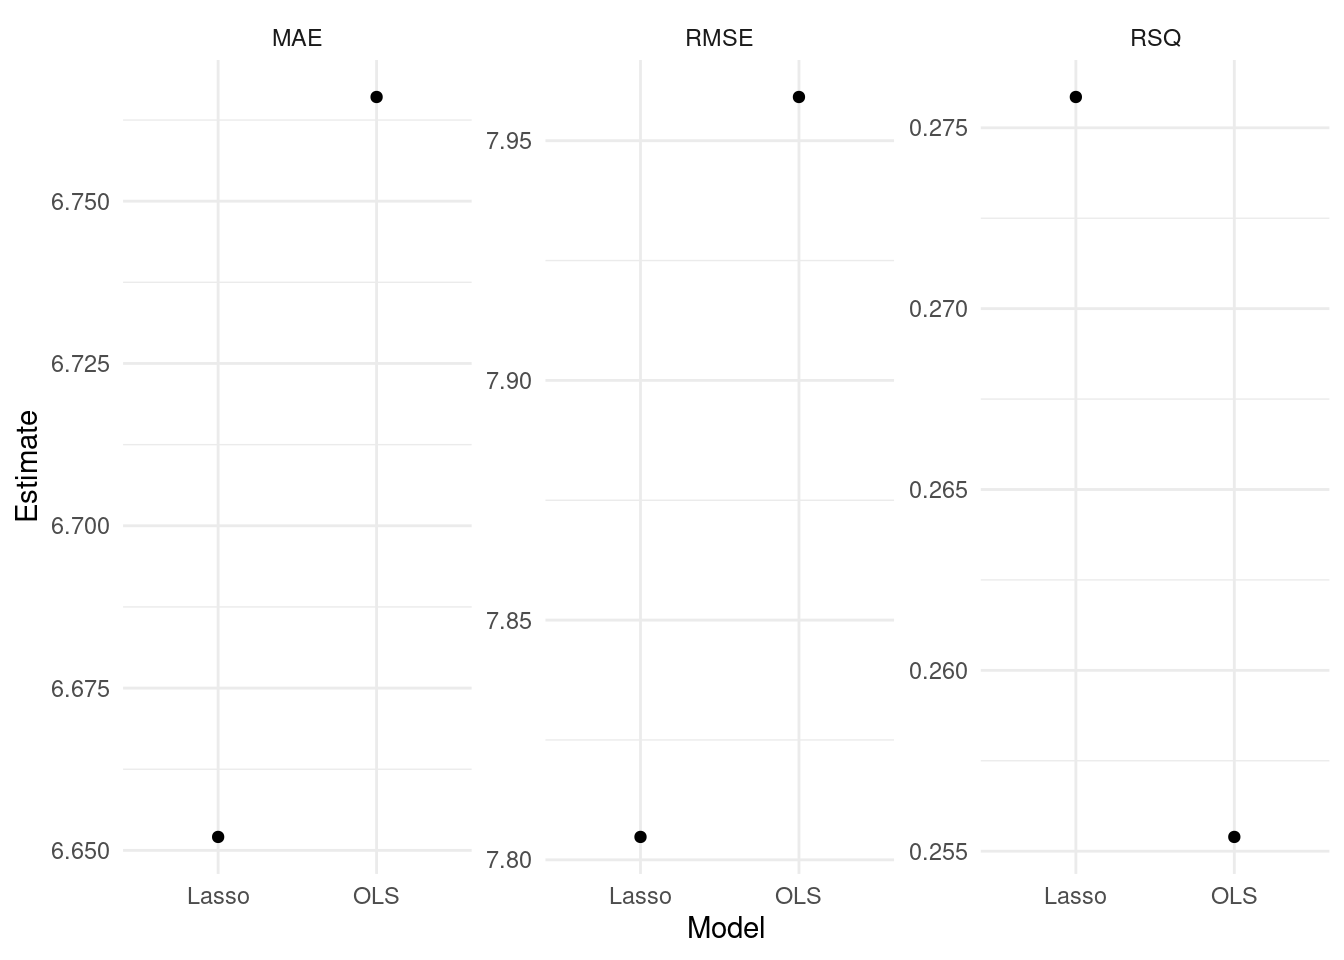 MAE
RMSE
RSQ
Estimate
6.750
6.725
6.700
6.675
6.650
7.95
7.90
7.85
7.80
0.275
0.270
0.265
0.260
0.255
Lasso
OLS
Lasso
OLS
Lasso
OLS
Model